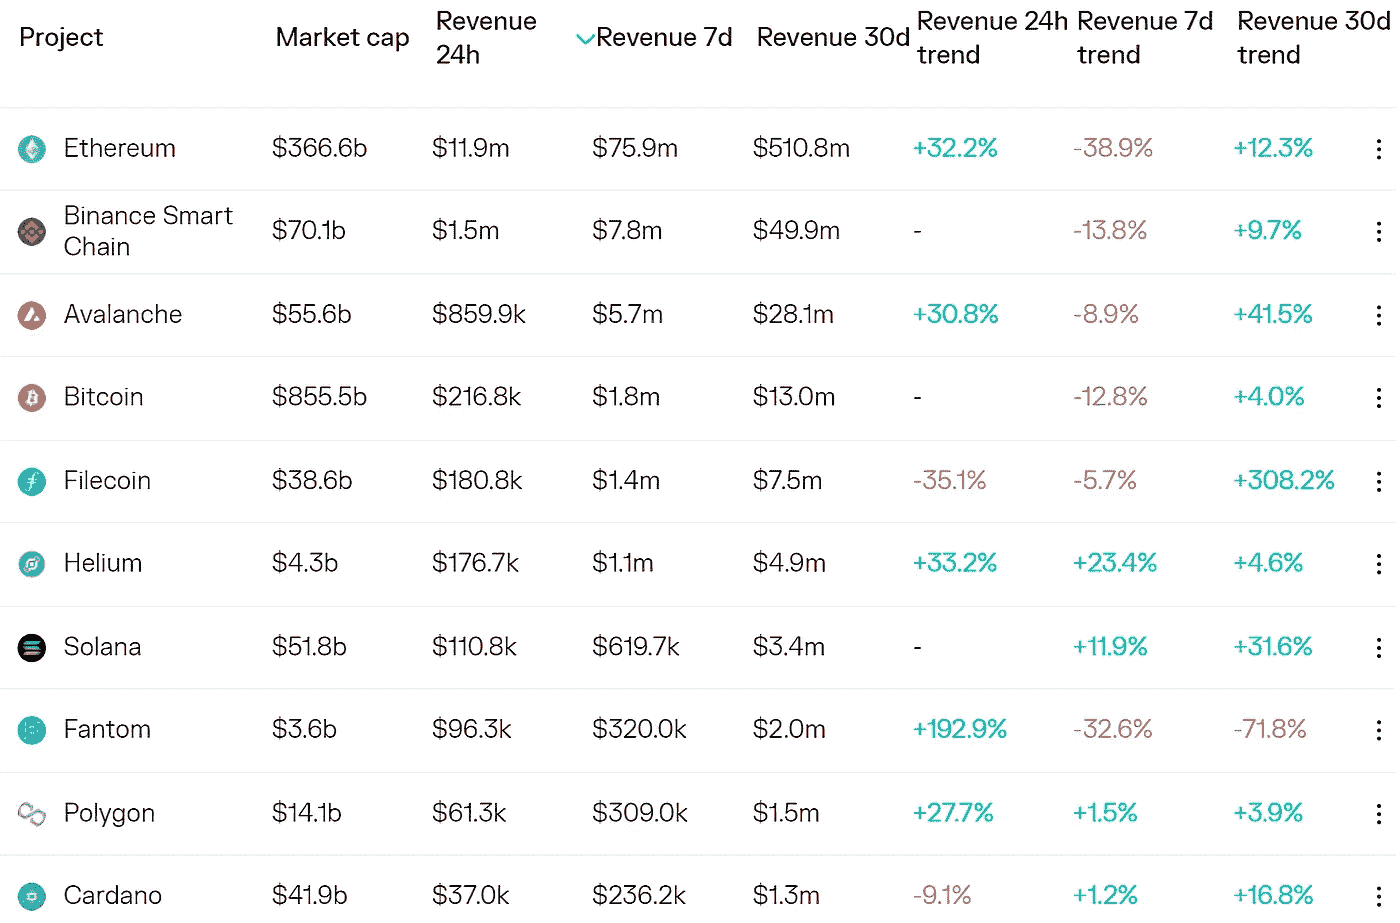 Project Market cap Revenue 24h Revenue 7d Revenue 30d Revenue 24h trend Revenue 7d trend Revenue 30d trend
Ethereum $366.6b $11.9m $75.9m $510.8m +32.2% -38.9% +12.3%
Binance Smart Chain $70.1b $1.5m $7.8m $49.9m - -13.8% +9.7%
Avalanche $55.6b $859.9k $5.7m $28.1m +30.8% -8.9% +41.5%
Bitcoin $855.5b $216.8k $1.8m $13.0m - -12.8% +4.0%
Filecoin $38.6b $180.8k $1.4m $7.5m -35.1% -5.7% +308.2%
Helium $4.3b $176.7k $1.1m $4.9m +33.2% +23.4% +4.6%
Solana $51.8b $110.8k $619.7k $3.4m - +11.9% +31.6%
Fantom $3.6b $96.3k $320.0k $2.0m +192.9% -32.6% -71.8%
Polygon $14.1b $61.3k $309.0k $1.5m +27.7% +1.5% +3.9%
Cardano $41.9b $37.0k $236.2k $1.3m -9.1% +1.2% +16.8%